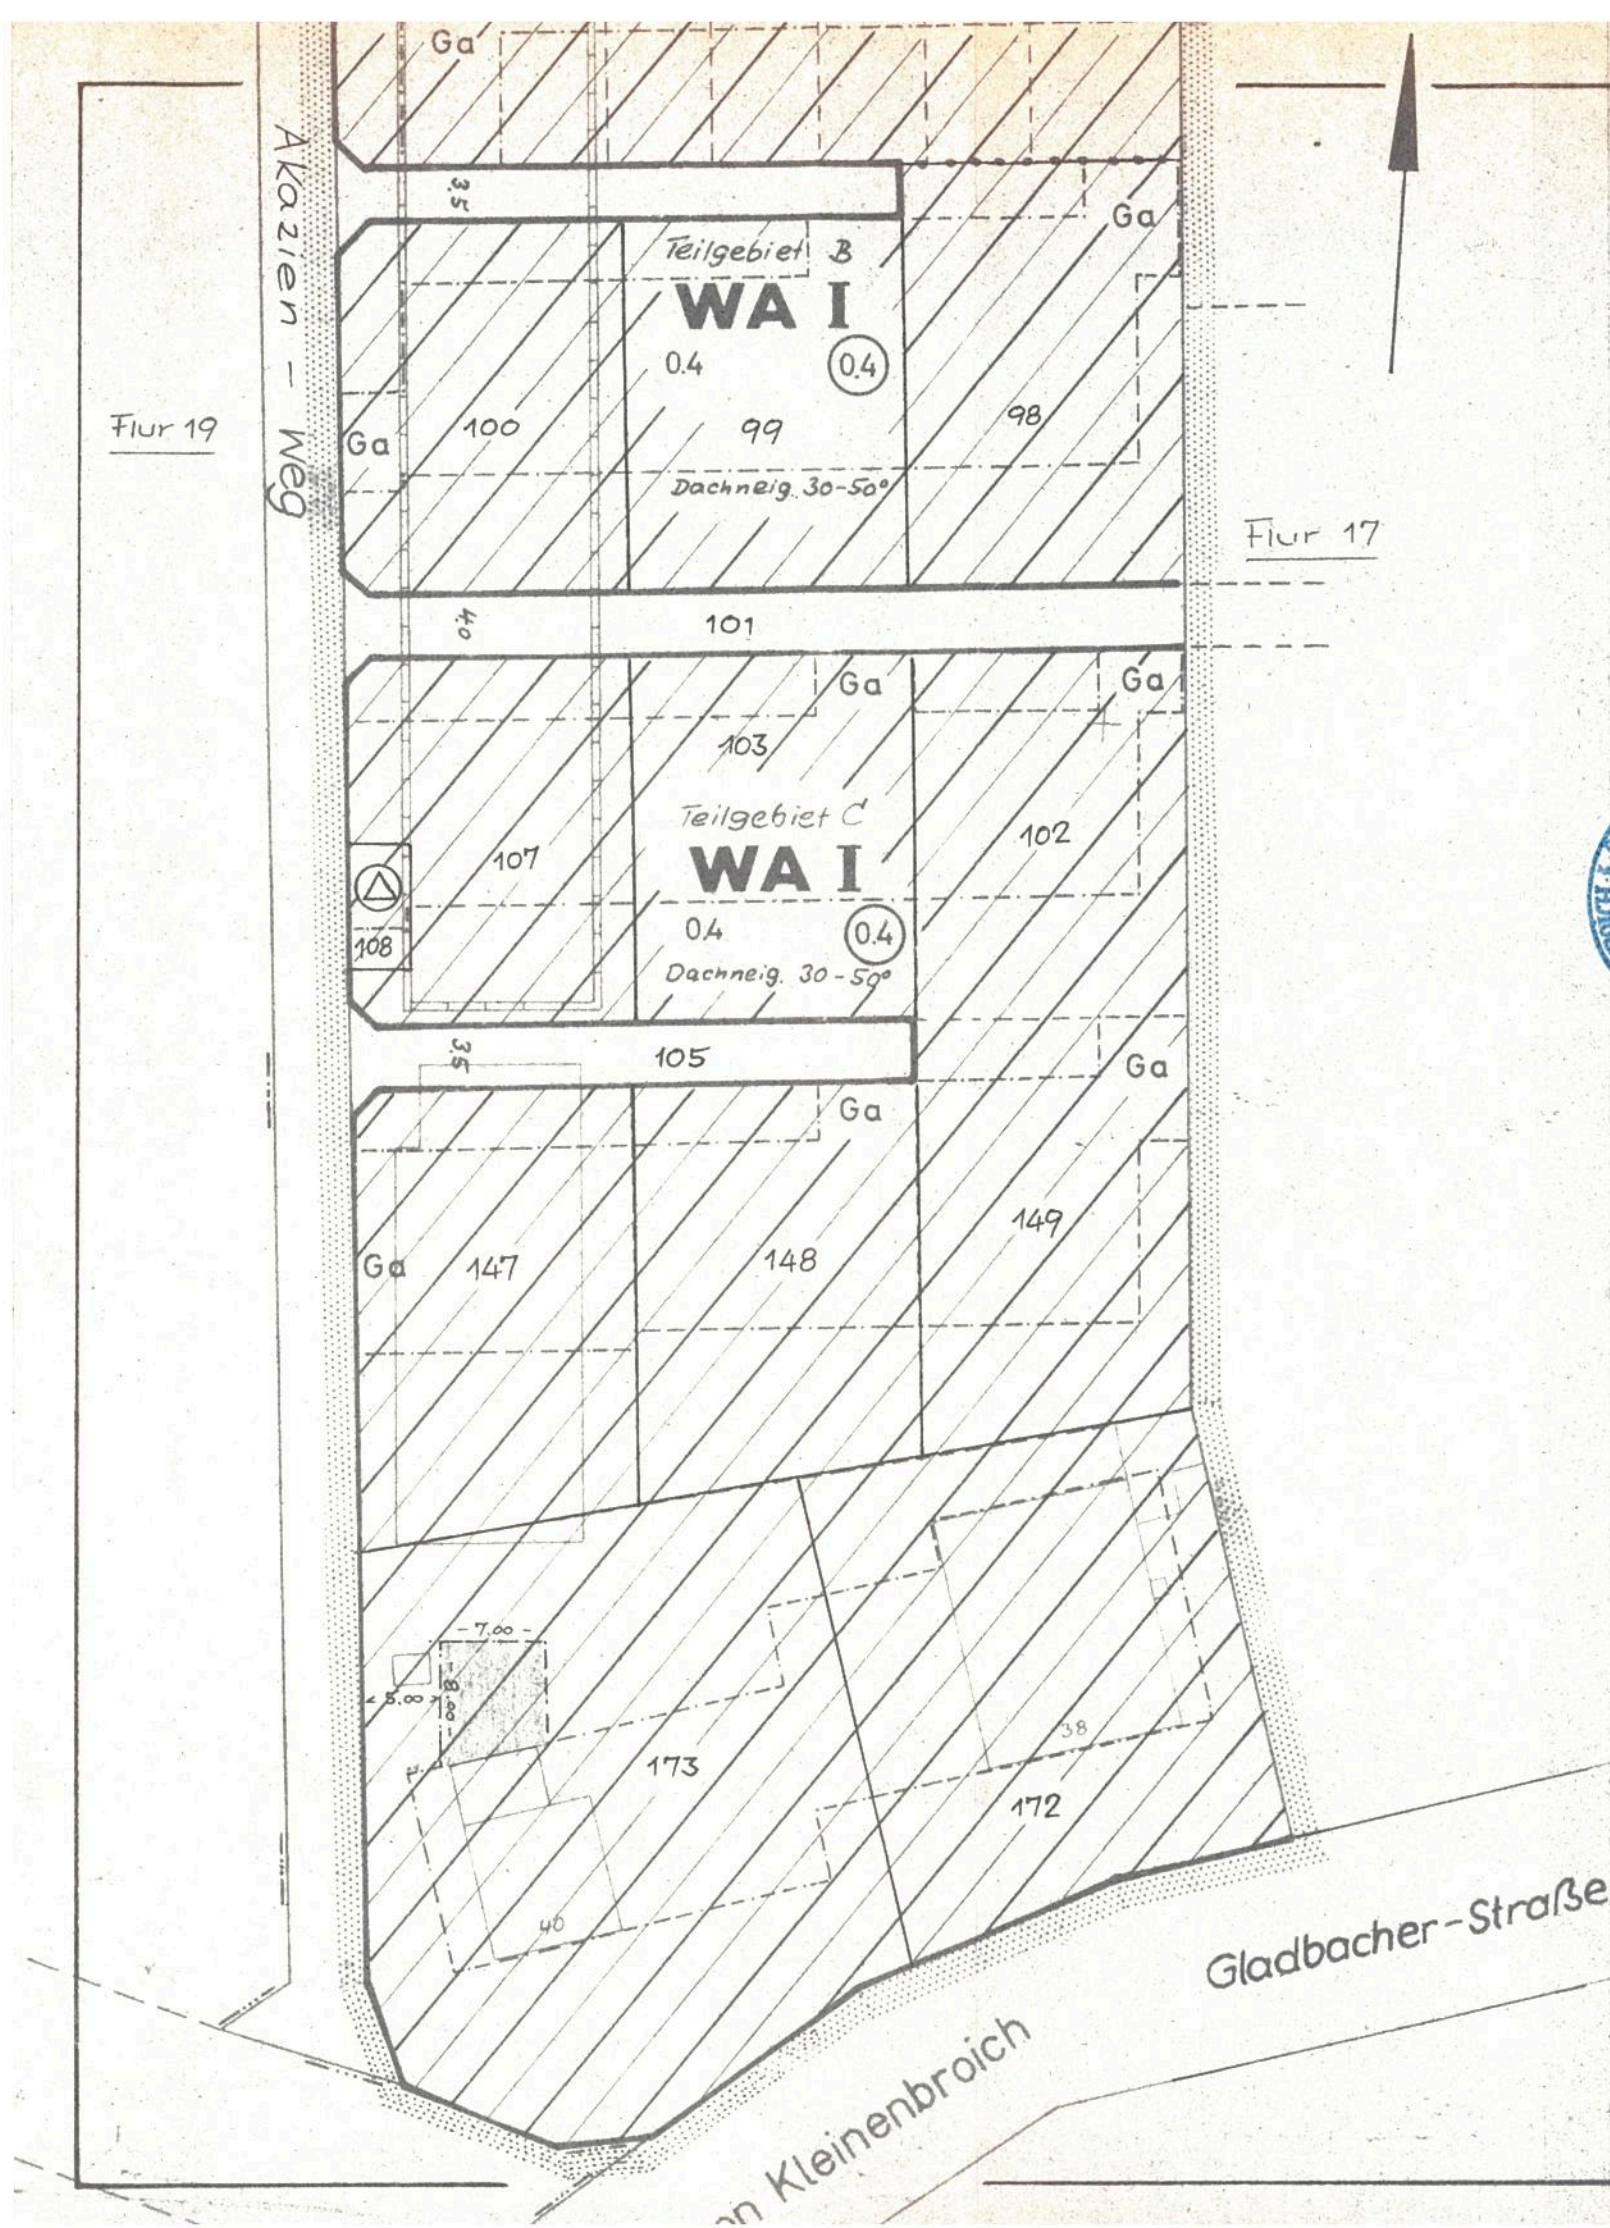 Ga
Akazien - Weg
3.5
Ga
Teilgebiet B
WA I
0.4 0.4
Flur 19
100
99
98
Ga
Dachneig. 30-50°
Flur 17
4.0
101
Ga
Ga
103
Teilgebiet C
102
107
WA I
0.4 0.4
108
Dachneig. 30-50°
3.5
105
Ga
Ga
149
Ga
147
148
- 7.00 -
5.00
- 8.00 -
173
38
172
40
Gladbacher-Straße
on Kleinenbroich